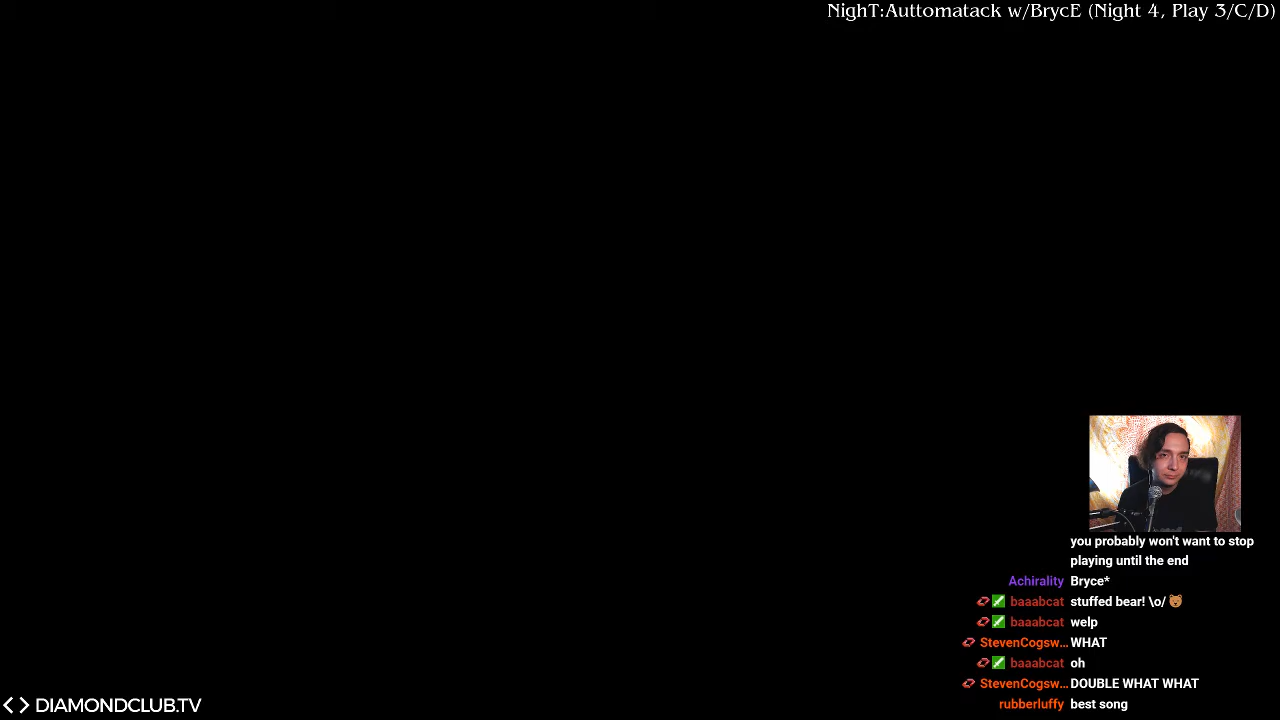 NighT:Auttomatack w/BrycE (Night 4, Play 3/C/D)
you probably won't want to stop
playing until the end
Achirality Bryce*
baaabcat stuffed bear! \o/ 🐻
baaabcat welp
StevenCogsw... WHAT
baaabcat oh
StevenCogsw... DOUBLE WHAT WHAT
rubberluffy best song
<> DIAMONDCLUB.TV